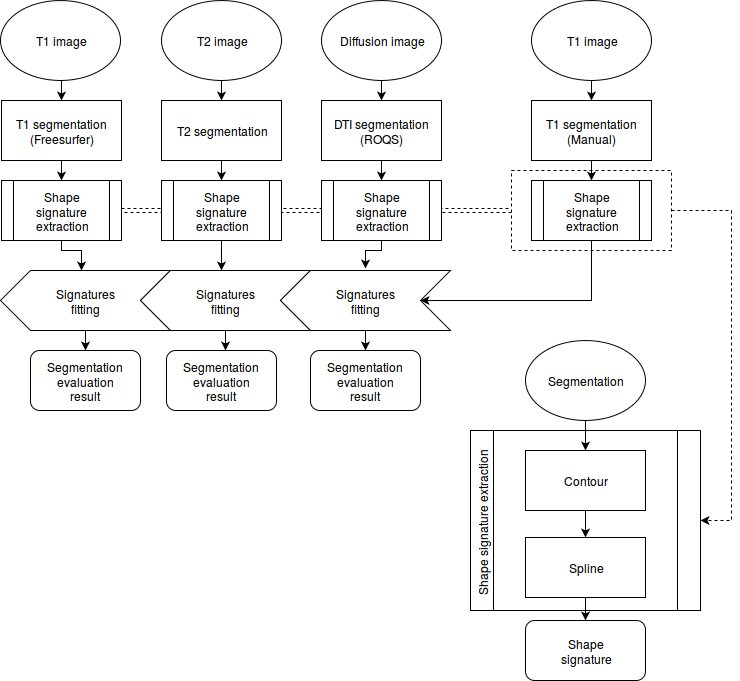 T1 image
T2 image
Diffusion image
T1 image
T1 segmentation
(Freesurfer)
T2 segmentation
DTI segmentation
(ROQS)
T1 segmentation
(Manual)
Shape
signature
extraction
Shape
signature
extraction
Shape
signature
extraction
Shape
signature
extraction
Signatures
fitting
Signatures
fitting
Signatures
fitting
Segmentation
evaluation
result
Segmentation
evaluation
result
Segmentation
evaluation
result
Segmentation
Shape signature extraction
Contour
Spline
Shape
signature